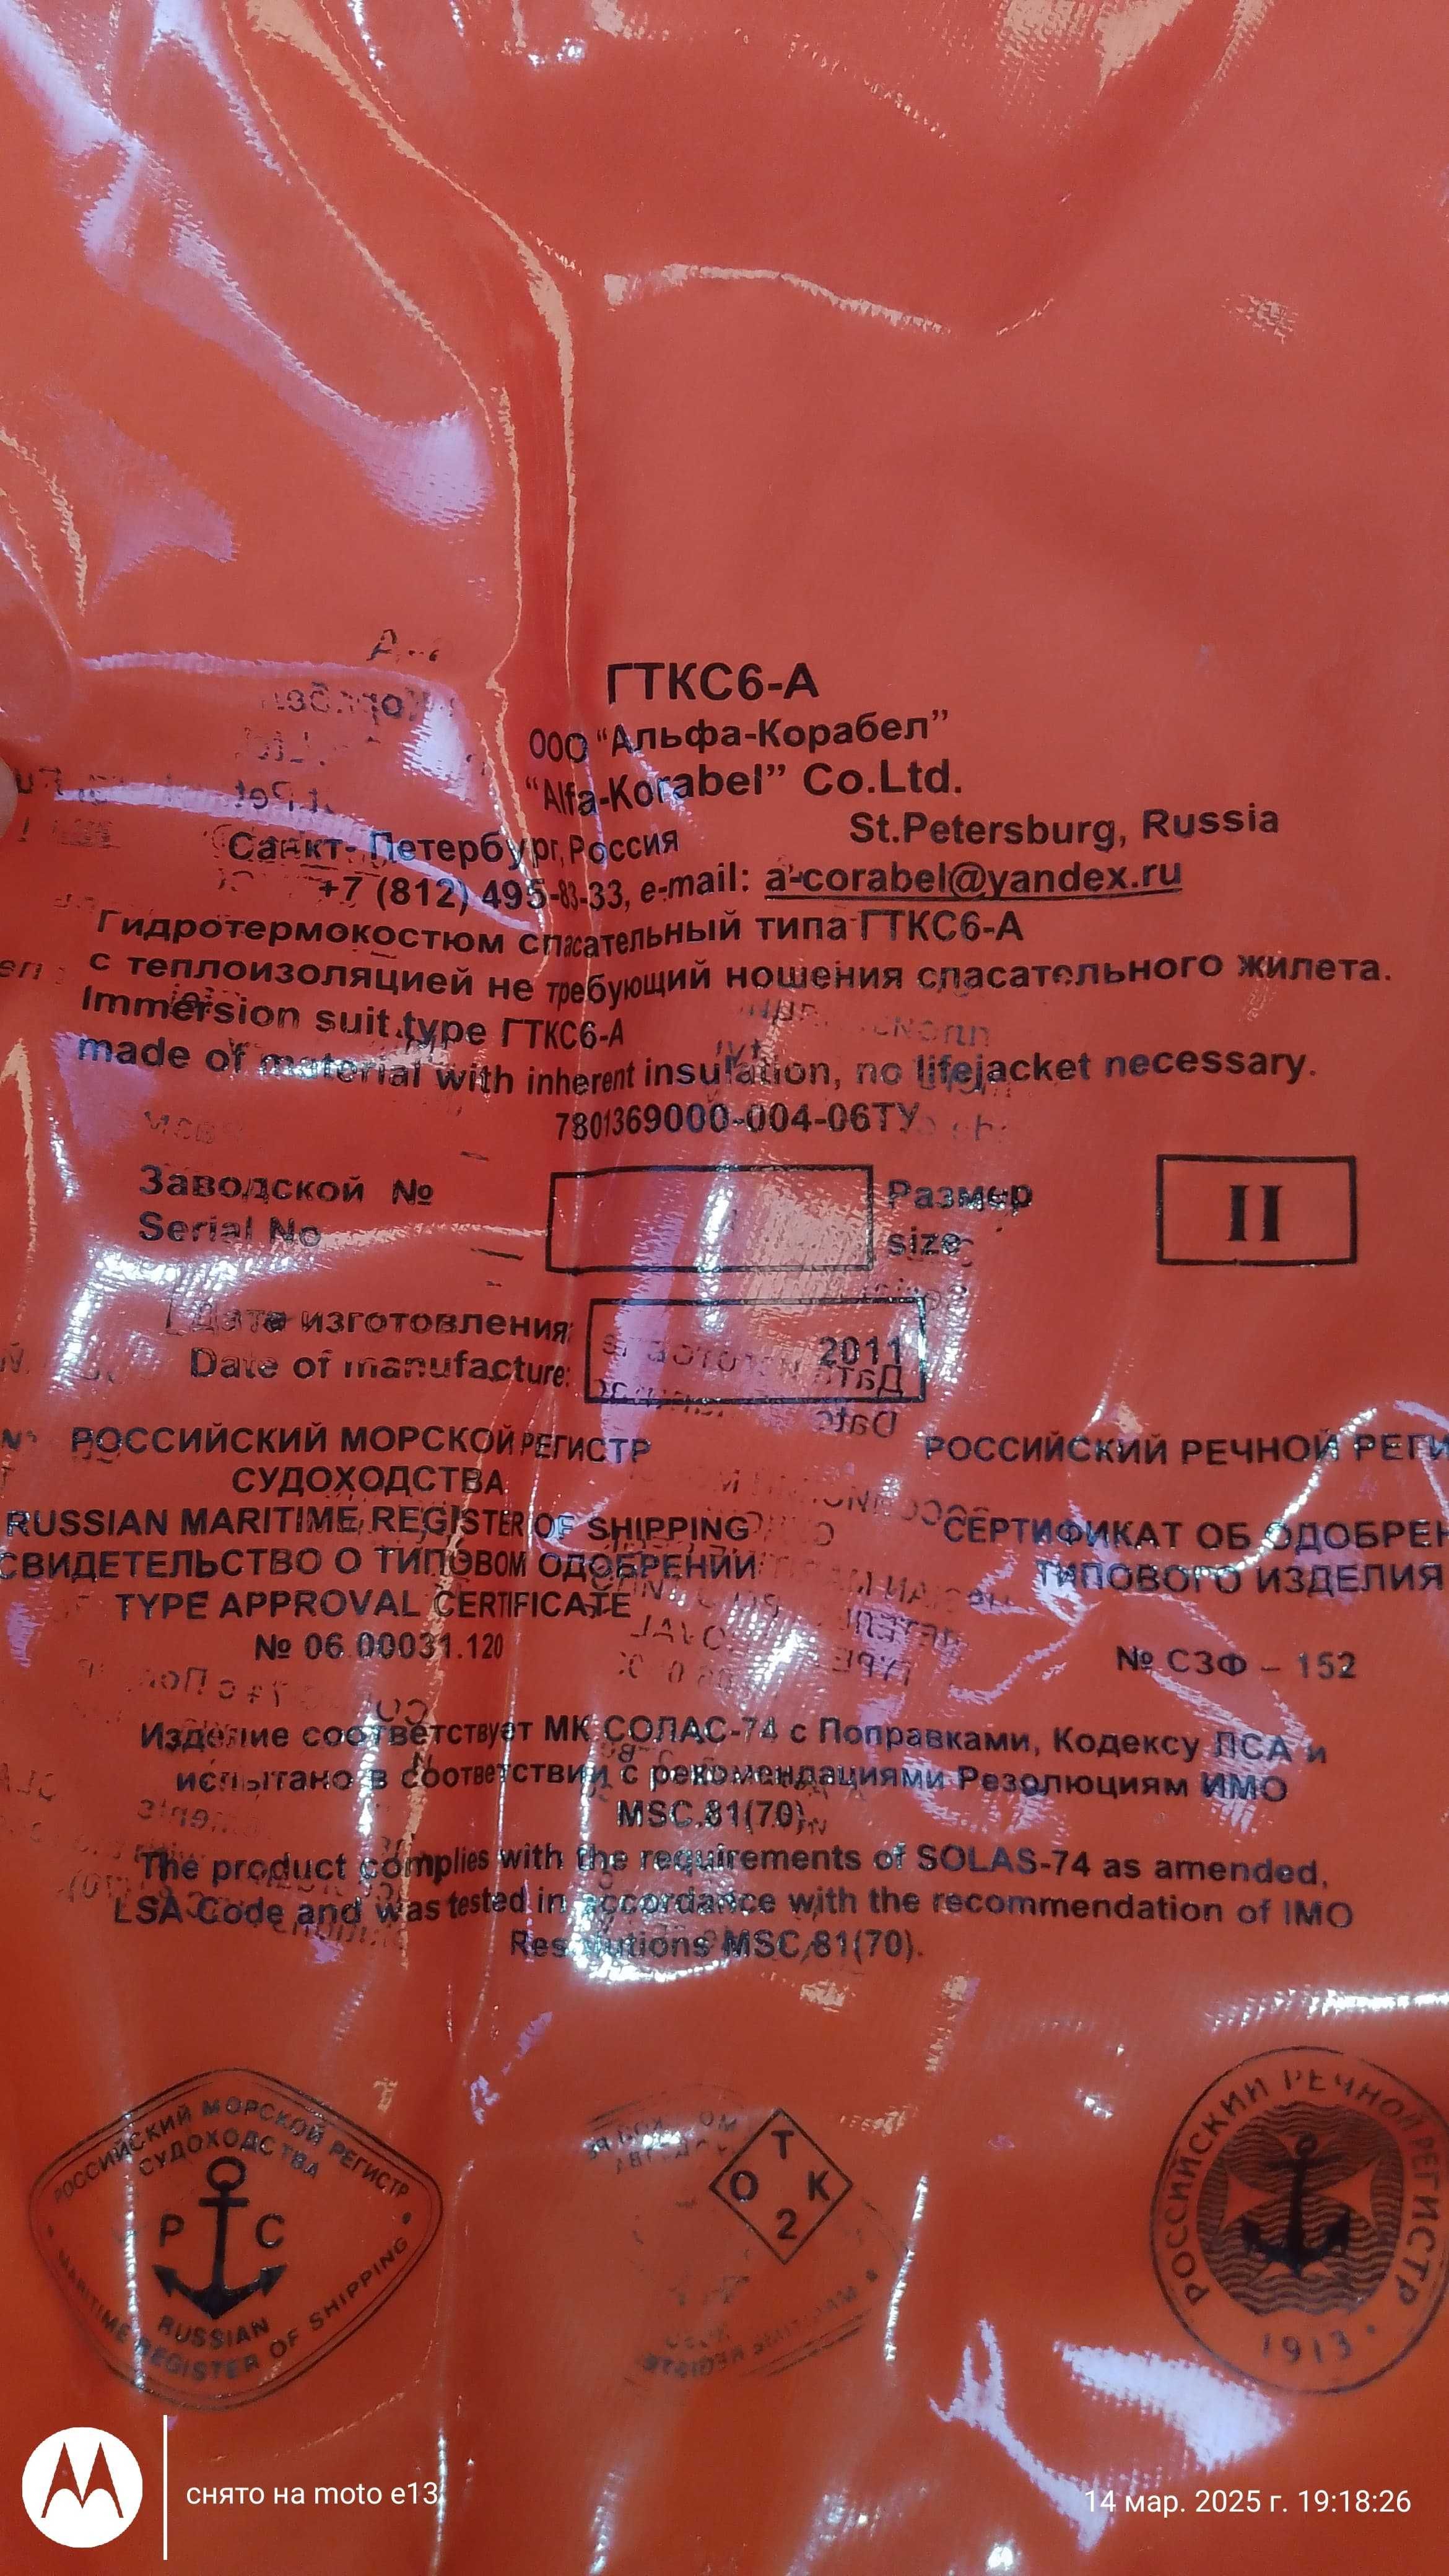 ГТКС6-А
ООО “Альфа-Корабел”
“Alfa-Korabel” Co.Ltd.
Санкт- Петербург, Россия St.Petersburg, Russia
+7 (812) 495-83-33, e-mail: a-corabel@yandex.ru
Гидротермокостюм спасательный типа ГТКС6-А
с теплоизоляцией не требующий ношения спасательного жилета.
Immersion suit type ГТКС6-А
made of material with inherent insulation, no lifejacket necessary.
7801369000-004-06ТУ
Заводской № Размер II
Serial No size
Дата изготовления: 2011
Date of manufacture:
РОССИЙСКИЙ МОРСКОЙ РЕГИСТР
СУДОХОДСТВА
RUSSIAN MARITIME REGISTER OF SHIPPING
СВИДЕТЕЛЬСТВО О ТИПОВОМ ОДОБРЕНИИ
TYPE APPROVAL CERTIFICATE
№ 06.00031.120
РОССИЙСКИЙ РЕЧНОЙ РЕГИ
СЕРТИФИКАТ ОБ ОДОБРЕН
ТИПОВОГО ИЗДЕЛИЯ
№ СЗФ – 152
Изделие соответствует МК СОЛАС-74 с Поправками, Кодексу ЛСА и
испытано в соответствии с рекомендациями Резолюциям ИМО
MSC.81(70).
The product complies with the requirements of SOLAS-74 as amended,
LSA Code and was tested in accordance with the recommendation of IMO
Resolutions MSC.81(70).
РОССИЙСКИЙ МОРСКОЙ РЕГИСТР
СУДОХОДСТВА
Р С
RUSSIAN
MARITIME REGISTER OF SHIPPING
Т
О К
2
РОССИЙСКИЙ РЕЧНОЙ РЕГИСТР
1913
снято на moto e13
14 мар. 2025 г. 19:18:26